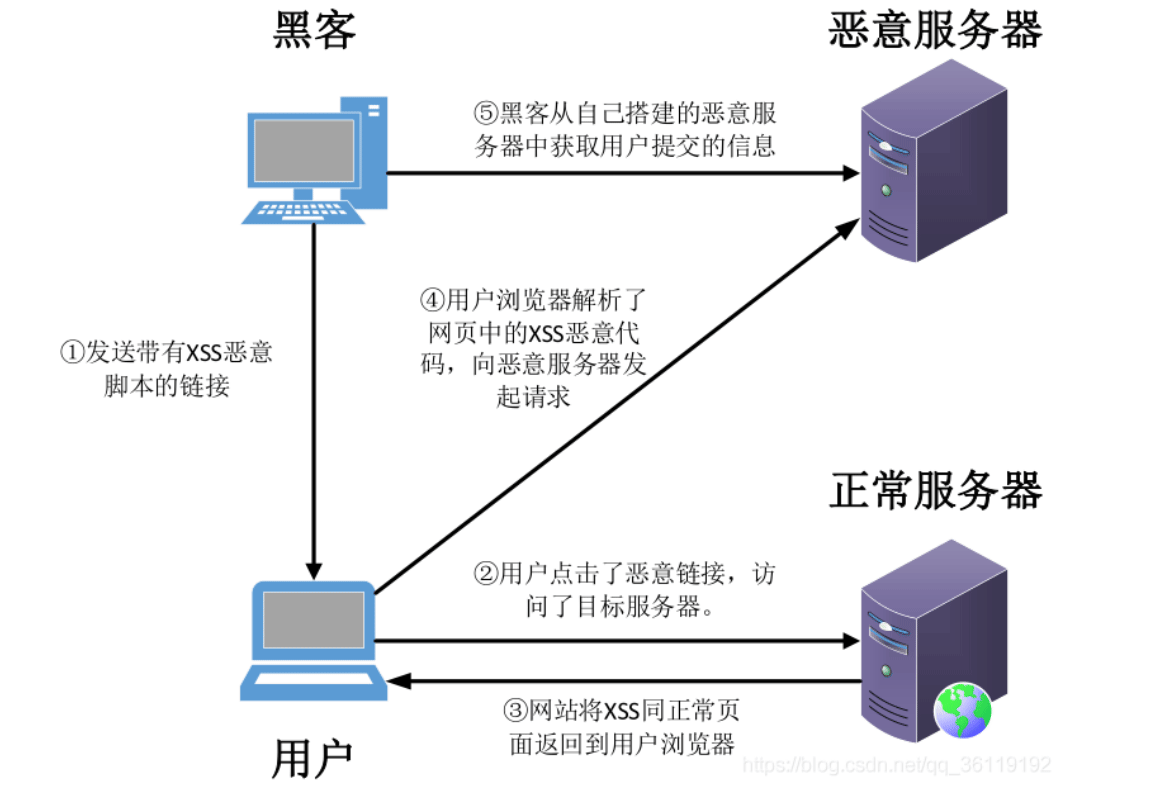 黑客
恶意服务器
⑤黑客从自己搭建的恶意服
务器中获取用户提交的信息
④用户浏览器解析了
网页中的XSS恶意代
码，向恶意服务器发
起请求
①发送带有XSS恶意
脚本的链接
正常服务器
②用户点击了恶意链接，访
问了目标服务器。
③网站将XSS同正常页
面返回到用户浏览器
用户
https://blog.csdn.net/qq_36119192